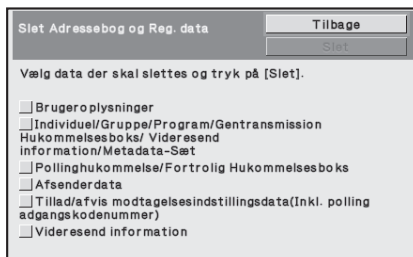 Slet Adressebog og Reg. data
Tilbage
Slet
Vælg data der skal slettes og tryk på [Slet].
Brugeroplysninger
Individuel/Gruppe/Program/Gentransmission
Hukommelsesboks/ Videresend
information/Metadata-Sæt
Pollinghukommelse/Fortrolig Hukommelsesboks
Afsenderdata
Tillad/afvis modtagelsesindstillingsdata(Inkl. polling
adgangskodenummer)
Videresend information